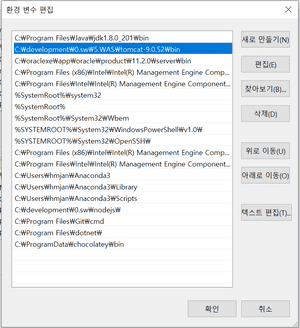 환경 변수 편집
C:₩Program Files₩Java₩jdk1.8.0_201₩bin
C:₩development₩0.sw₩5.WAS₩tomcat-9.0.52₩bin
C:₩oraclexe₩app₩oracle₩product₩11.2.0₩server₩bin
C:₩Program Files (x86)₩Intel₩Intel(R) Management Engine Comp...
C:₩Program Files₩Intel₩Intel(R) Management Engine Component...
%SystemRoot%₩system32
%SystemRoot%
%SystemRoot%₩System32₩Wbem
%SYSTEMROOT%₩System32₩WindowsPowerShell₩v1.0₩
%SYSTEMROOT%₩System32₩OpenSSH₩
C:₩Program Files (x86)₩Intel₩Intel(R) Management Engine Comp...
C:₩Program Files₩Intel₩Intel(R) Management Engine Component...
C:₩Users₩hmjan₩Anaconda3
C:₩Users₩hmjan₩Anaconda3₩Library
C:₩Users₩hmjan₩Anaconda3₩Scripts
C:₩development₩0.sw₩nodejs₩
C:₩Program Files₩Git₩cmd
C:₩Program Files₩dotnet₩
C:₩ProgramData₩chocolatey₩bin
새로 만들기(N)
편집(E)
찾아보기(B)...
삭제(D)
위로 이동(U)
아래로 이동(O)
텍스트 편집(T)...
확인
취소